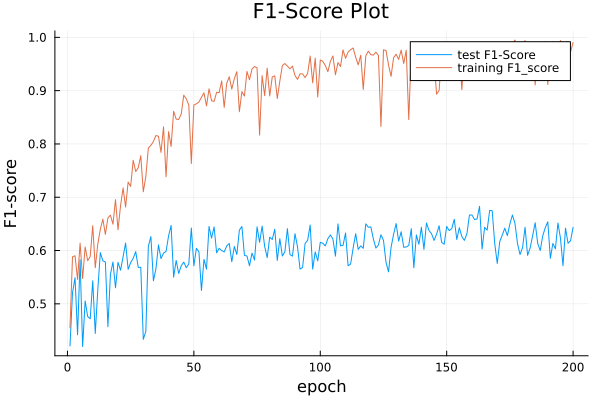 F1-Score Plot
1.0
0.9
0.8
0.7
0.6
0.5
F1-score
test F1-Score
training F1_score
0 50 100 150 200
epoch